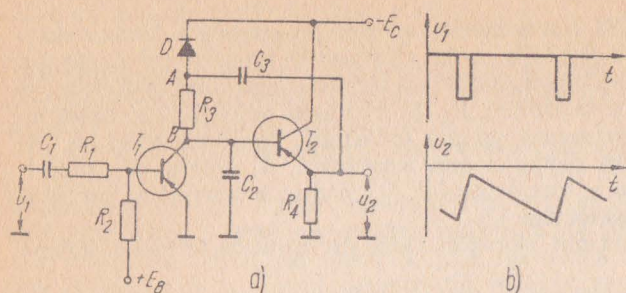 −E_C
D
A
C_3
R_3
B
T_1
T_2
C_1
R_1
u_1
R_2
C_2
R_4
u_2
+E_B
a)
u_1
t
u_2
t
b)